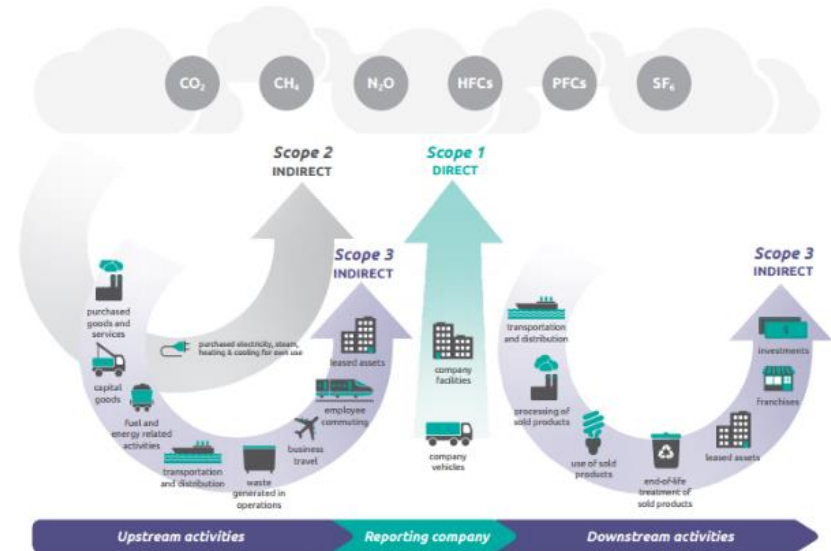 CO₂
CH₄
N₂O
HFCs
PFCs
SF₆
Scope 2
INDIRECT
Scope 1
DIRECT
Scope 3
INDIRECT
Scope 3
INDIRECT
purchased
goods and
services
capital
goods
fuel and
energy related
activities
transportation
and distribution
waste
generated in
operations
business
travel
employee
commuting
leased assets
purchased electricity, steam,
heating & cooling for own use
company
facilities
company
vehicles
transportation
and distribution
processing of
sold products
use of sold
products
end-of-life
treatment of
sold products
leased assets
franchises
investments
$
Upstream activities
Reporting company
Downstream activities